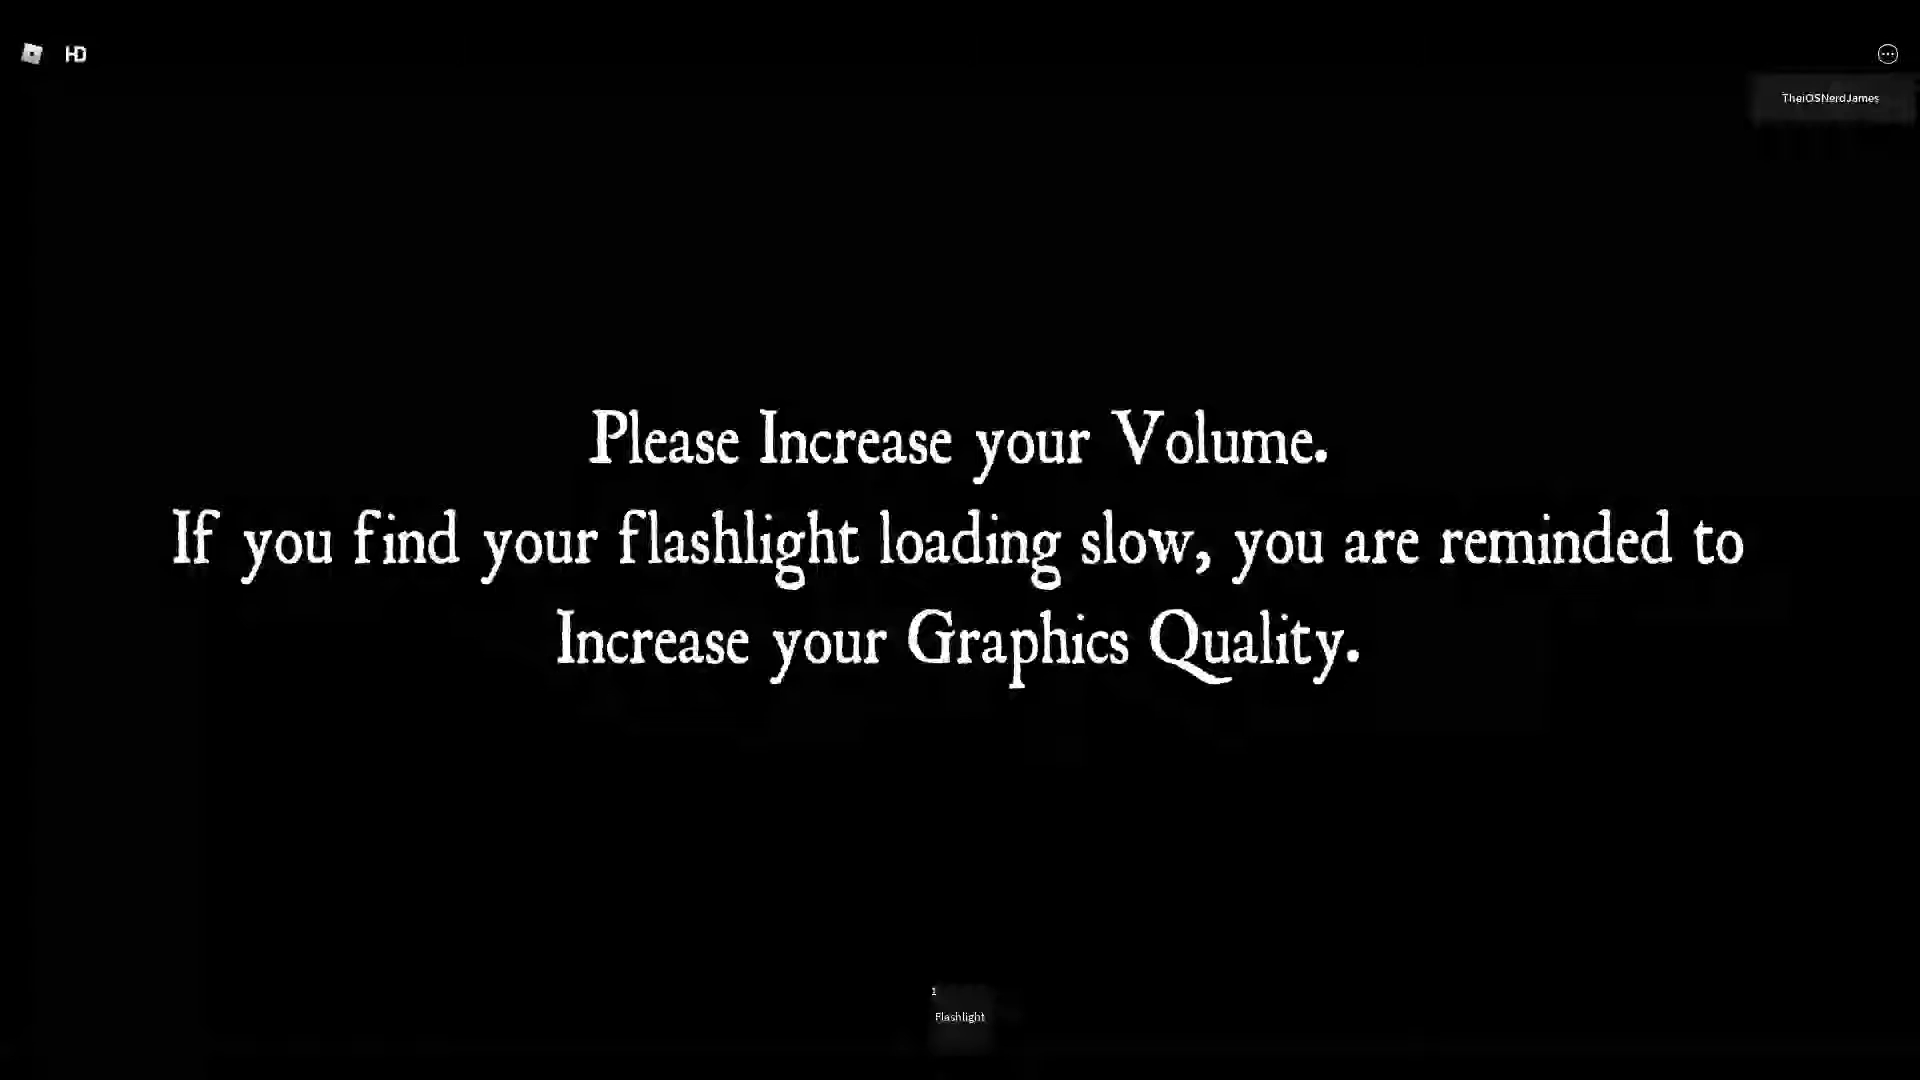 HD
TheiOSNerdJames
Please Increase your Volume.
If you find your flashlight loading slow, you are reminded to
Increase your Graphics Quality.
1
Flashlight